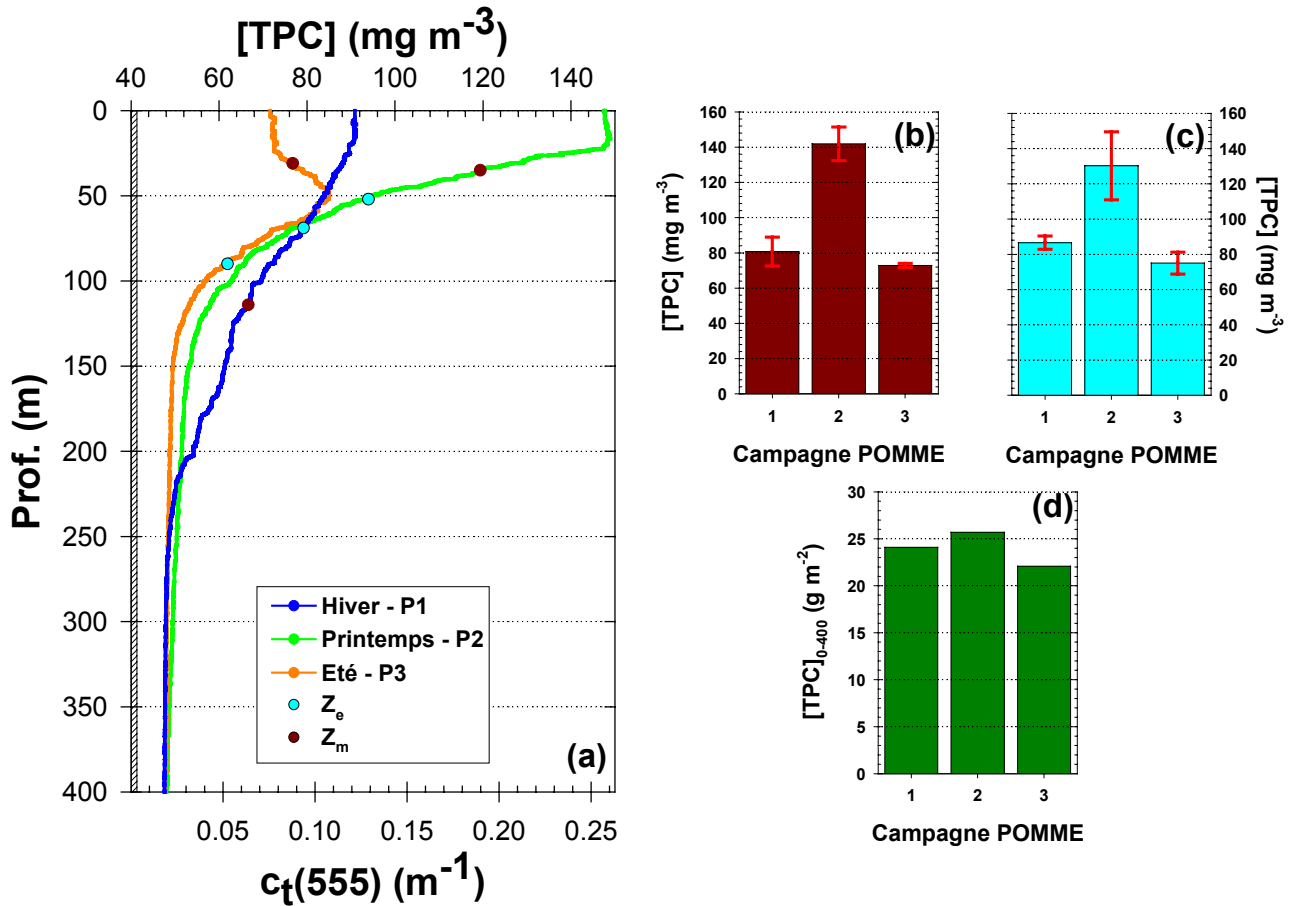 [TPC] (mg m-3)
40 60 80 100 120 140
0
50
100
150
200
250
300
350
400
Prof. (m)
Hiver - P1
Printemps - P2
Eté - P3
Ze
Zm
(a)
0.05 0.10 0.15 0.20 0.25
ct(555) (m-1)
(b)
160
140
120
100
80
60
40
20
0
[TPC] (mg m-3)
1 2 3
Campagne POMME
(c)
160
140
120
100
80
60
40
20
0
[TPC] (mg m-3)
1 2 3
Campagne POMME
(d)
30
25
20
15
10
5
0
[TPC]0-400 (g m-2)
1 2 3
Campagne POMME